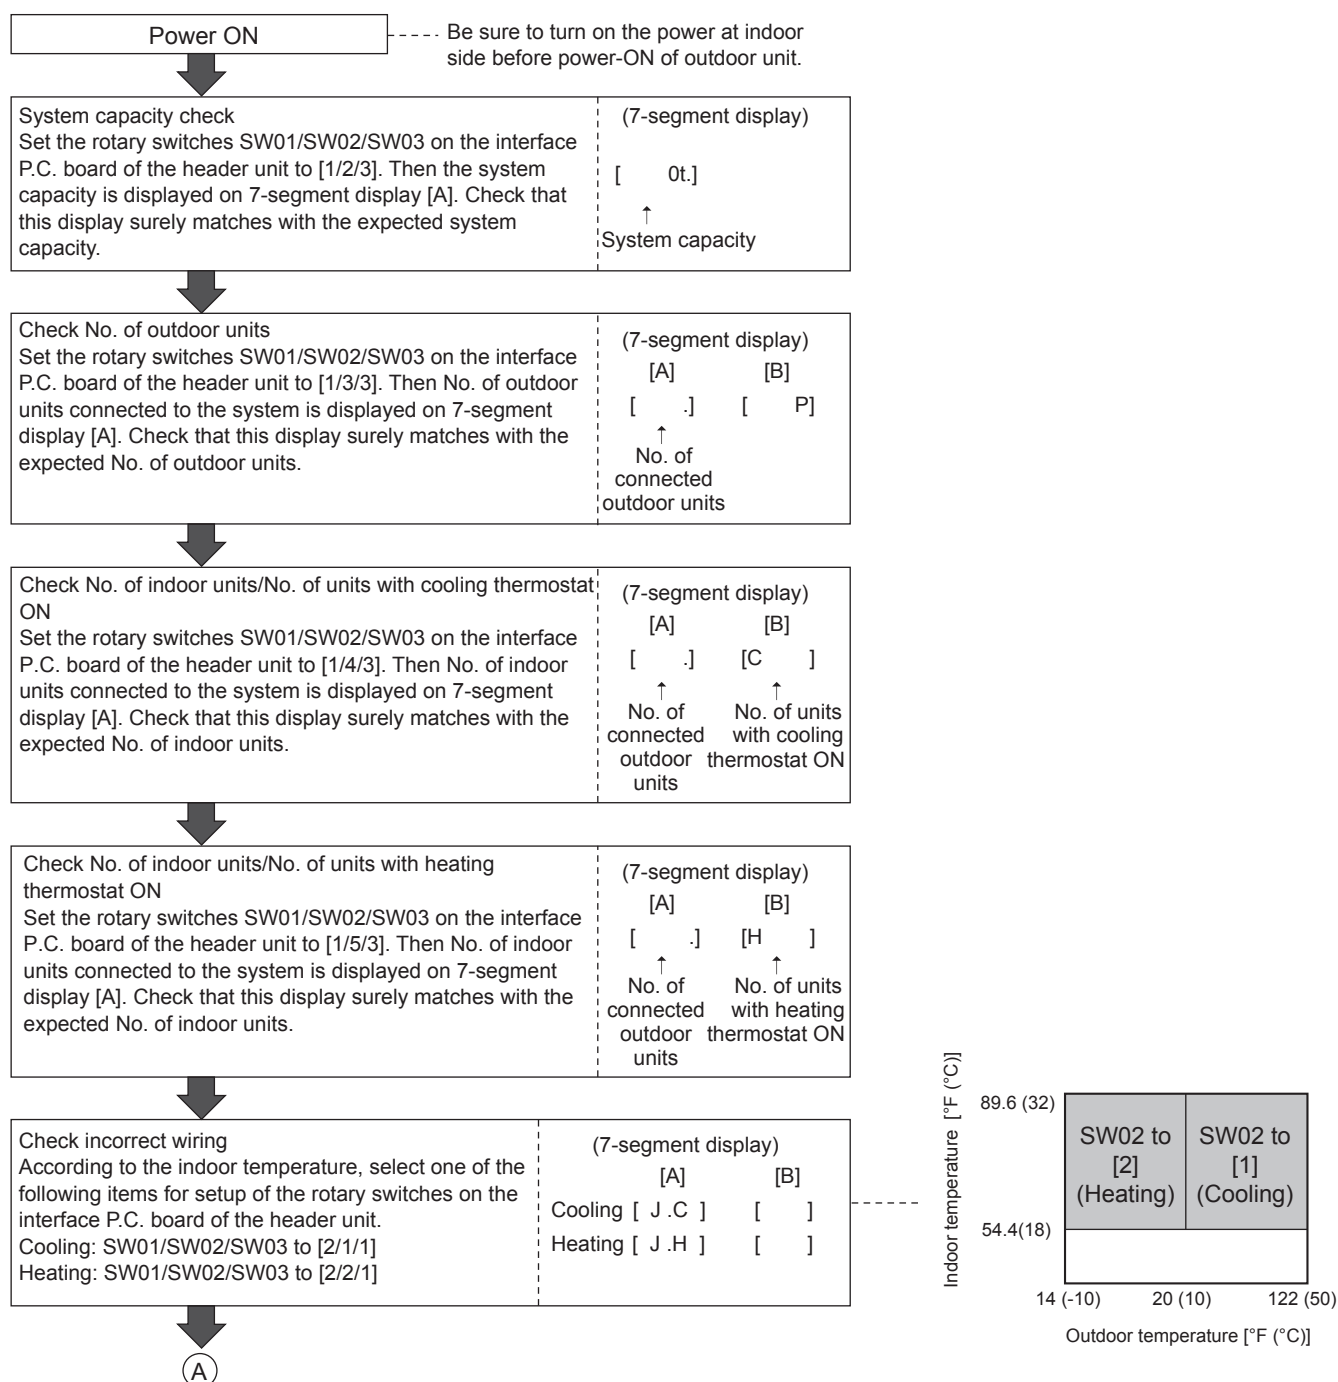 Power ON
Be sure to turn on the power at indoor
side before power-ON of outdoor unit.
System capacity check
Set the rotary switches SW01/SW02/SW03 on the interface
P.C. board of the header unit to [1/2/3]. Then the system
capacity is displayed on 7-segment display [A]. Check that
this display surely matches with the expected system
capacity.
(7-segment display)
[ 0t.]
↑
System capacity
Check No. of outdoor units
Set the rotary switches SW01/SW02/SW03 on the interface
P.C. board of the header unit to [1/3/3]. Then No. of outdoor
units connected to the system is displayed on 7-segment
display [A]. Check that this display surely matches with the
expected No. of outdoor units.
(7-segment display)
[A] [B]
[ .] [ P]
↑
No. of
connected
outdoor units
Check No. of indoor units/No. of units with cooling thermostat
ON
Set the rotary switches SW01/SW02/SW03 on the interface
P.C. board of the header unit to [1/4/3]. Then No. of indoor
units connected to the system is displayed on 7-segment
display [A]. Check that this display surely matches with the
expected No. of indoor units.
(7-segment display)
[A] [B]
[ .] [C ]
↑ ↑
No. of No. of units
connected with cooling
outdoor thermostat ON
units
Check No. of indoor units/No. of units with heating
thermostat ON
Set the rotary switches SW01/SW02/SW03 on the interface
P.C. board of the header unit to [1/5/3]. Then No. of indoor
units connected to the system is displayed on 7-segment
display [A]. Check that this display surely matches with the
expected No. of indoor units.
(7-segment display)
[A] [B]
[ .] [H ]
↑ ↑
No. of No. of units
connected with heating
outdoor thermostat ON
units
Check incorrect wiring
According to the indoor temperature, select one of the
following items for setup of the rotary switches on the
interface P.C. board of the header unit.
Cooling: SW01/SW02/SW03 to [2/1/1]
Heating: SW01/SW02/SW03 to [2/2/1]
(7-segment display)
[A] [B]
Cooling [ J .C ] [ ]
Heating [ J .H ] [ ]
A
Indoor temperature [°F (°C)]
89.6 (32)
54.4(18)
SW02 to
[2]
(Heating)
SW02 to
[1]
(Cooling)
14 (-10) 20 (10) 122 (50)
Outdoor temperature [°F (°C)]